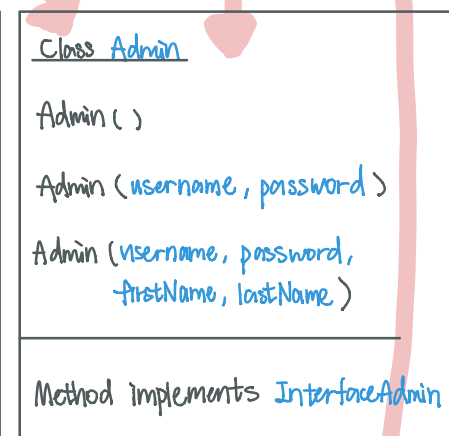 Class Admin
Admin ( )
Admin (username, password)
Admin (username, password,
firstName, lastName)
Method implements InterfaceAdmin